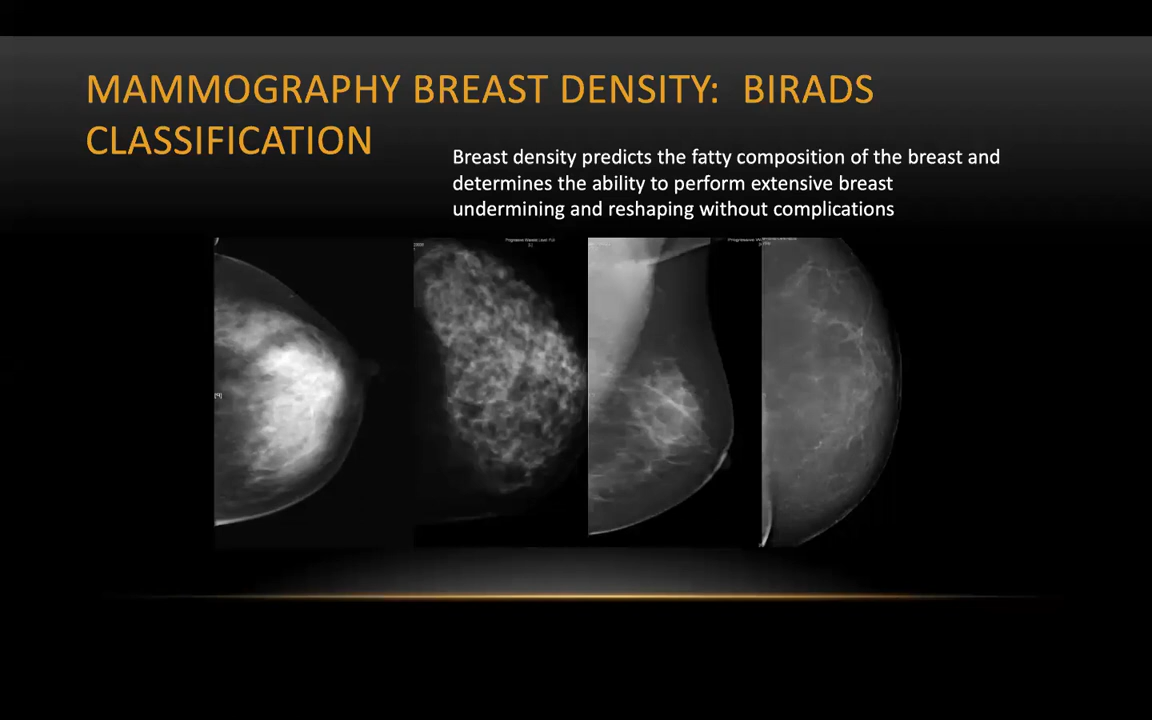 MAMMOGRAPHY BREAST DENSITY: BIRADS
CLASSIFICATION
Breast density predicts the fatty composition of the breast and
determines the ability to perform extensive breast
undermining and reshaping without complications